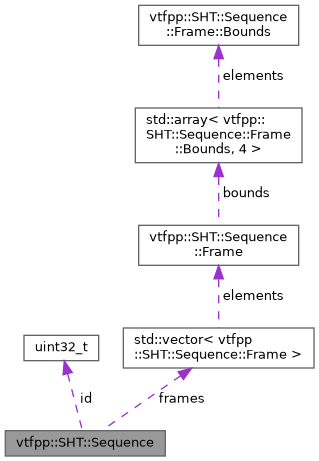 vtfpp::SHT::Sequence
::Frame::Bounds
elements
std::array< vtfpp::
SHT::Sequence::Frame
::Bounds, 4 >
bounds
vtfpp::SHT::Sequence
::Frame
elements
uint32_t
std::vector< vtfpp
::SHT::Sequence::Frame >
id
frames
vtfpp::SHT::Sequence